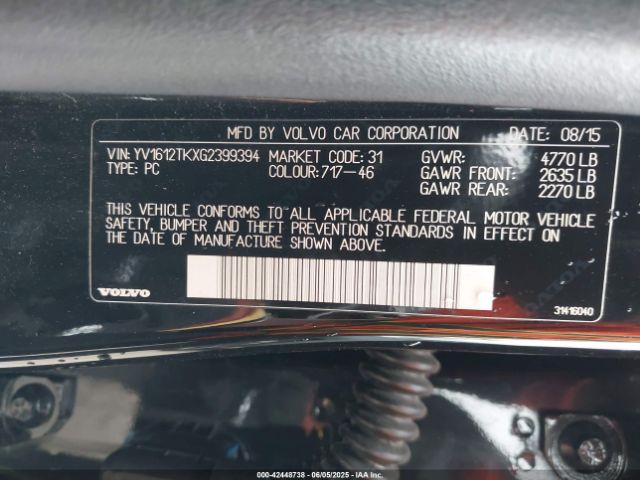 MFD BY VOLVO CAR CORPORATION DATE: 08/15
VIN: YV1612TKXG2399394 MARKET CODE: 31 GVWR: 4770 LB
TYPE: PC COLOUR: 717-46 GAWR FRONT: 2635 LB
GAWR REAR: 2270 LB
THIS VEHICLE CONFORMS TO ALL APPLICABLE FEDERAL MOTOR VEHICLE
SAFETY, BUMPER AND THEFT PREVENTION STANDARDS IN EFFECT ON
THE DATE OF MANUFACTURE SHOWN ABOVE.
VOLVO
31416040
000-42448738 - 06/05/2025 - IAA Inc.